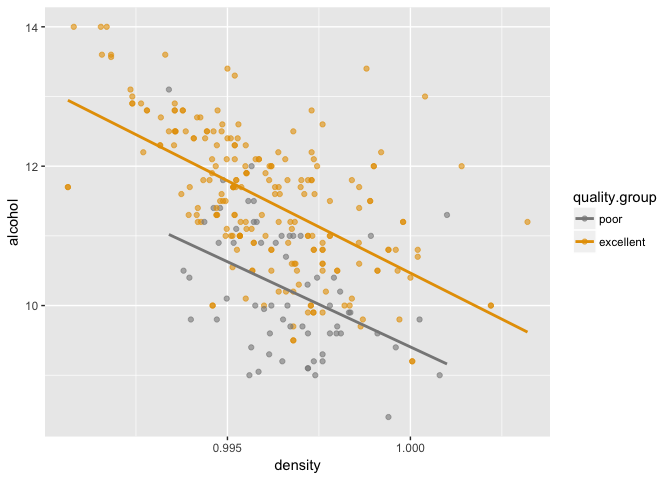 14
12
10
alcohol
0.995
1.000
density
quality.group
poor
excellent